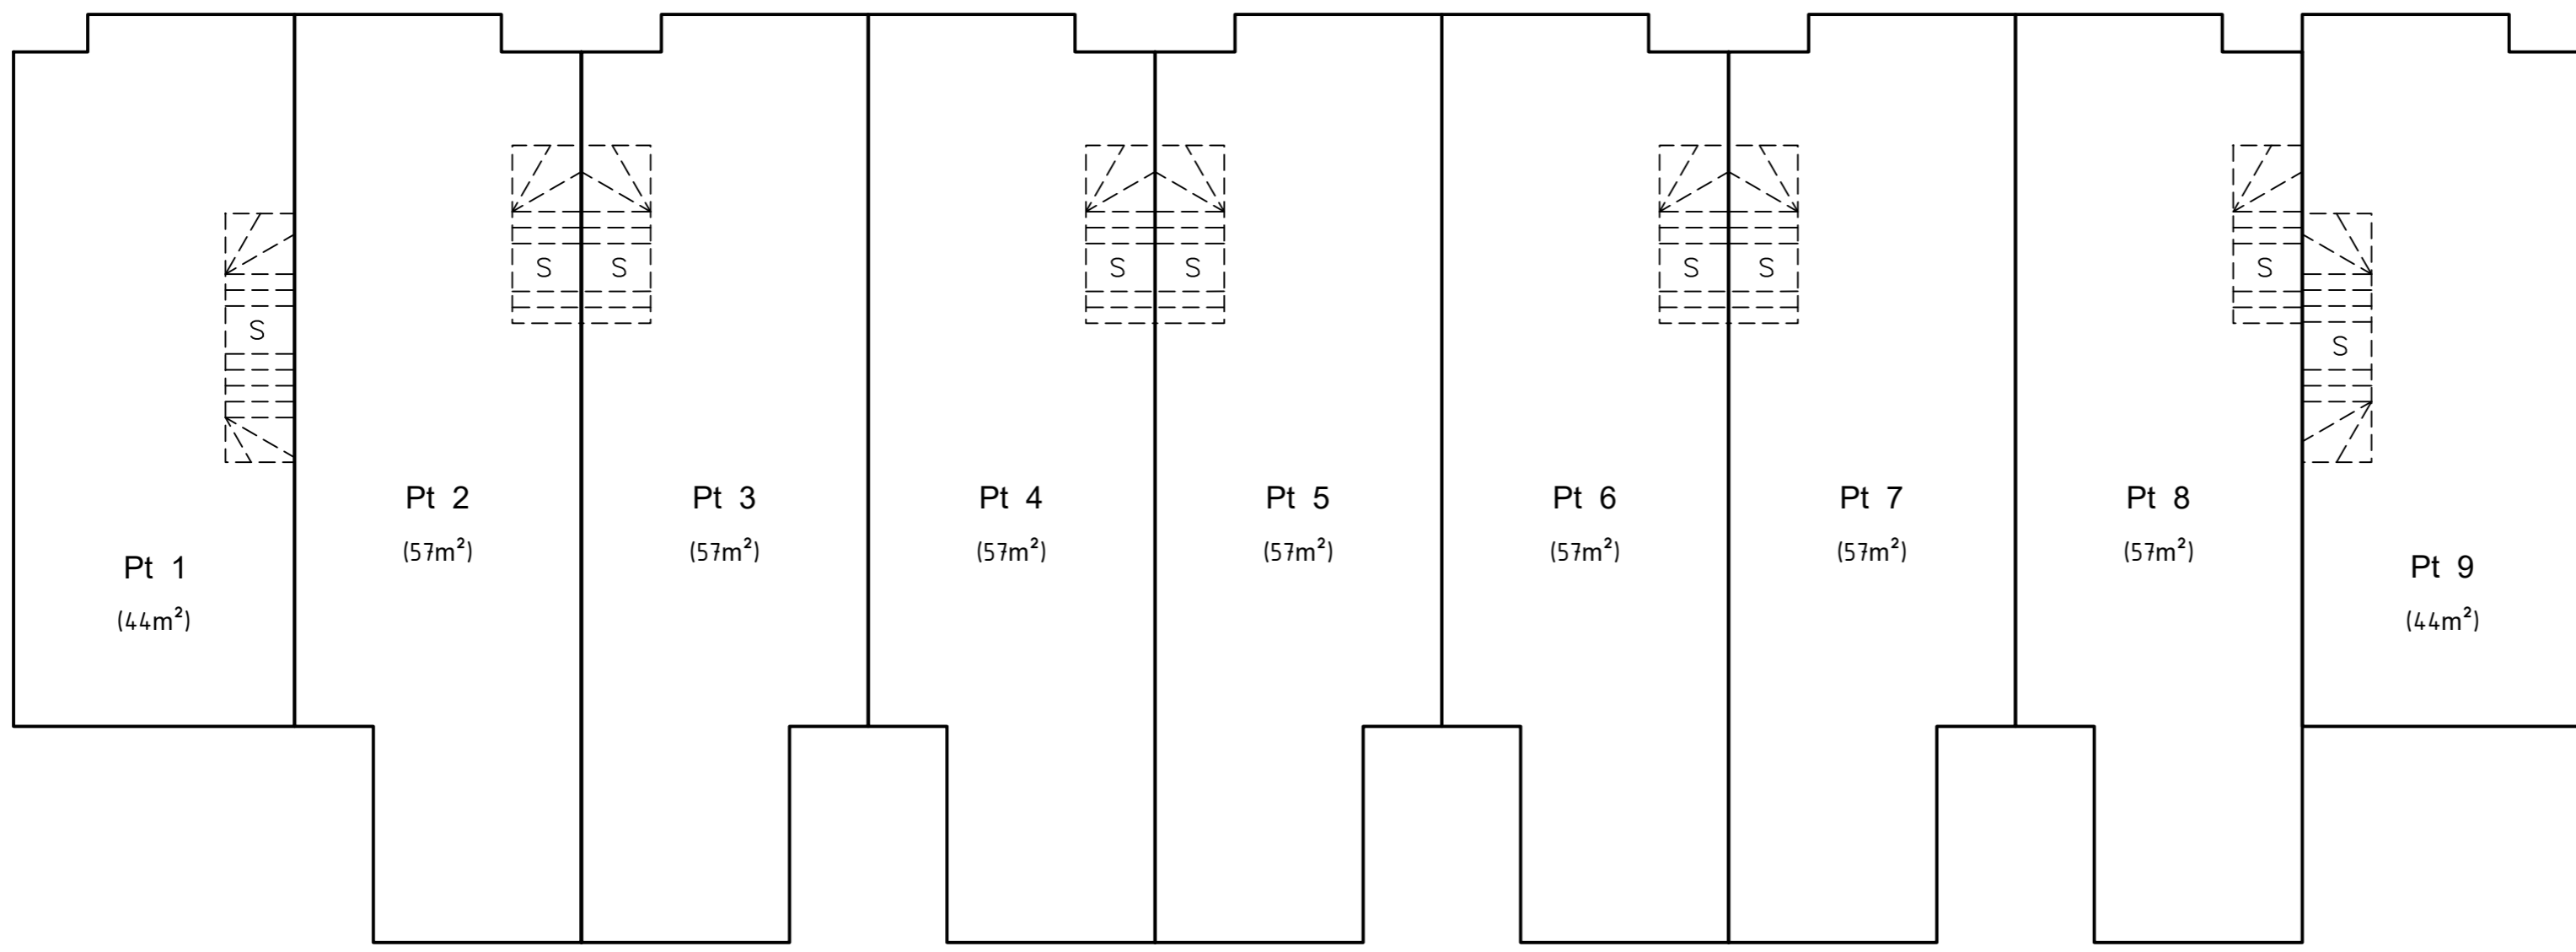 S S S S S S S
S
S
S
Pt 2 Pt 3 Pt 4 Pt 5 Pt 6 Pt 7 Pt 8
(57m²) (57m²) (57m²) (57m²) (57m²) (57m²) (57m²)
Pt 1 Pt 9
(44m²) (44m²)